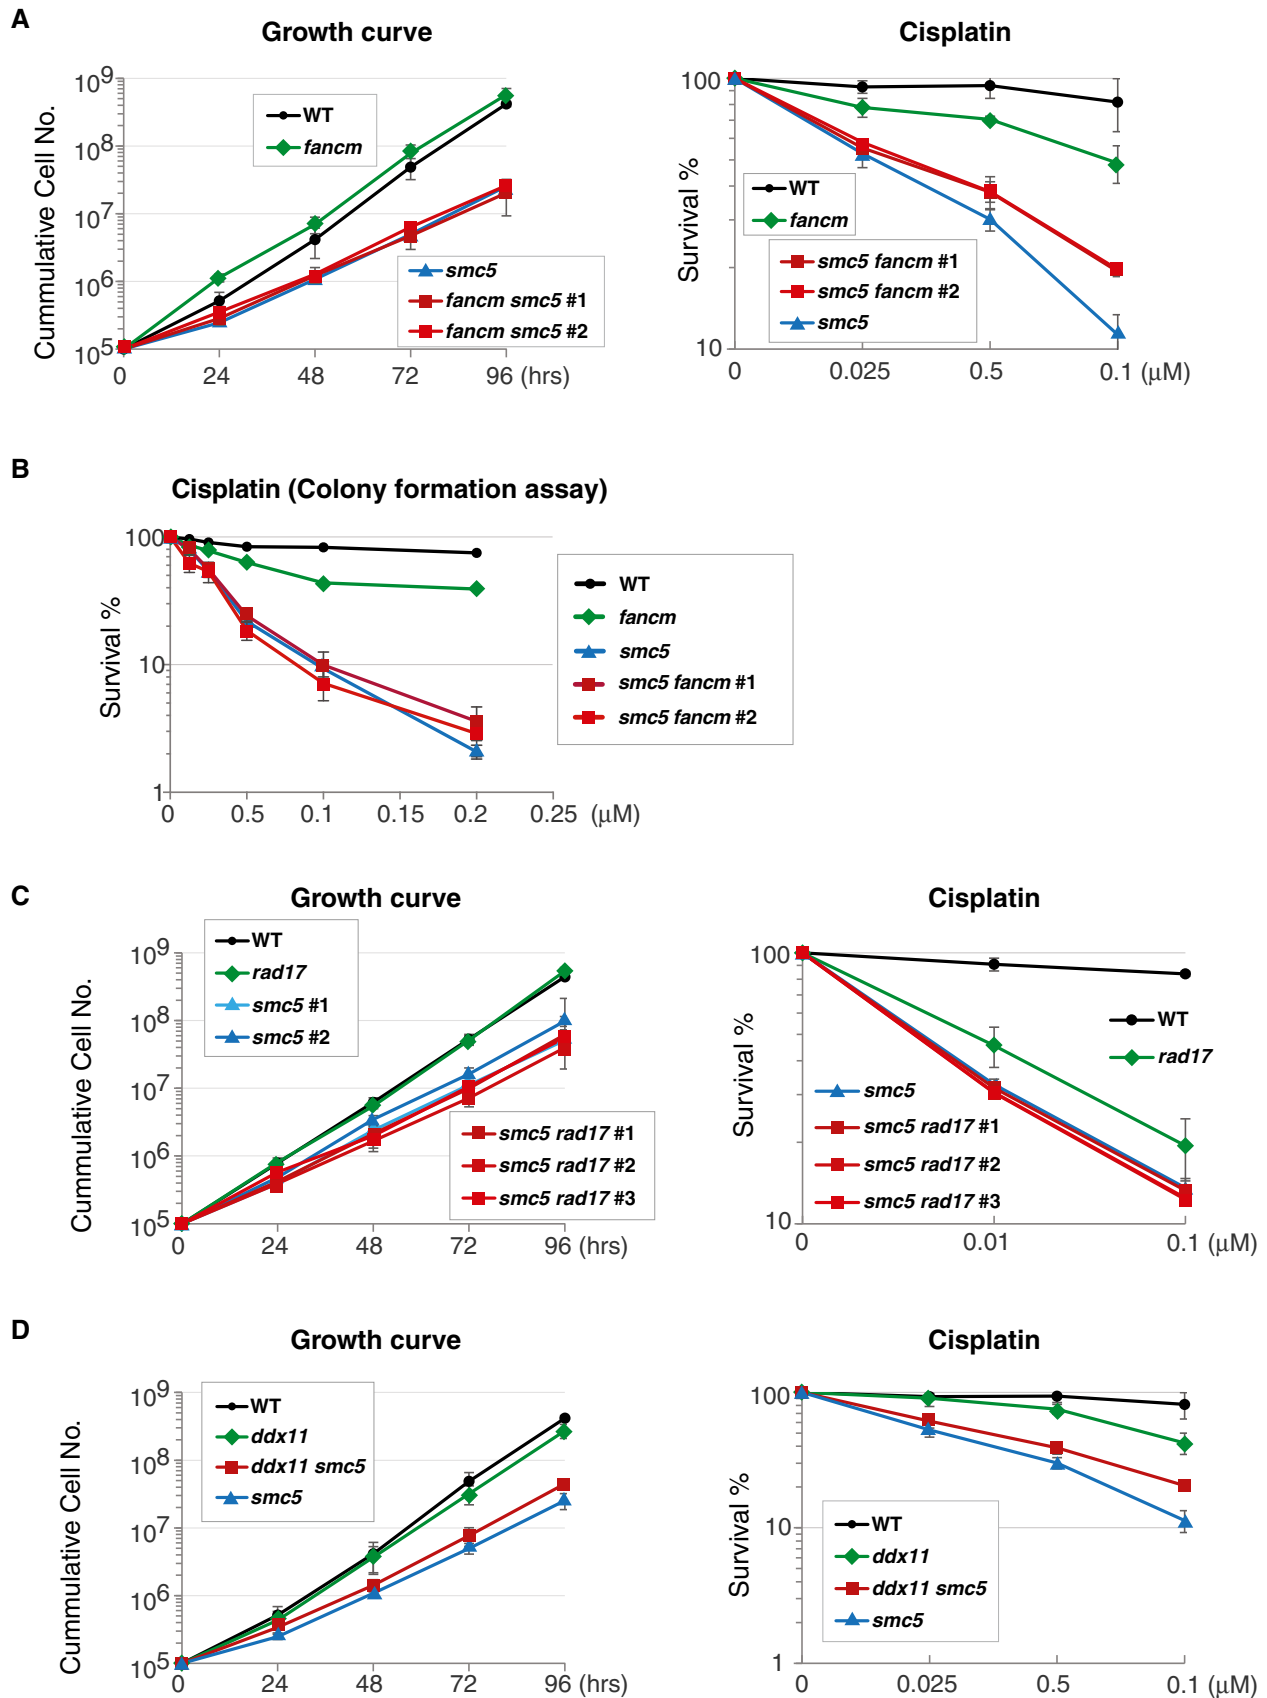 A
Growth curve
Cummulative Cell No.
10^9
10^8
10^7
10^6
10^5
0 24 48 72 96 (hrs)
WT
fancm
smc5
fancm smc5 #1
fancm smc5 #2
Cisplatin
Survival %
100
10
0 0.025 0.5 0.1 (μM)
WT
fancm
smc5 fancm #1
smc5 fancm #2
smc5
B
Cisplatin (Colony formation assay)
Survival %
100
10
1
0 0.5 0.1 0.15 0.2 0.25 (μM)
WT
fancm
smc5
smc5 fancm #1
smc5 fancm #2
C
Growth curve
Cummulative Cell No.
10^9
10^8
10^7
10^6
10^5
0 24 48 72 96 (hrs)
WT
rad17
smc5 #1
smc5 #2
smc5 rad17 #1
smc5 rad17 #2
smc5 rad17 #3
Cisplatin
Survival %
100
10
0 0.01 0.1 (μM)
WT
rad17
smc5
smc5 rad17 #1
smc5 rad17 #2
smc5 rad17 #3
D
Growth curve
Cummulative Cell No.
10^9
10^8
10^7
10^6
10^5
0 24 48 72 96 (hrs)
WT
ddx11
ddx11 smc5
smc5
Cisplatin
Survival %
100
10
1
0 0.025 0.5 0.1 (μM)
WT
ddx11
ddx11 smc5
smc5